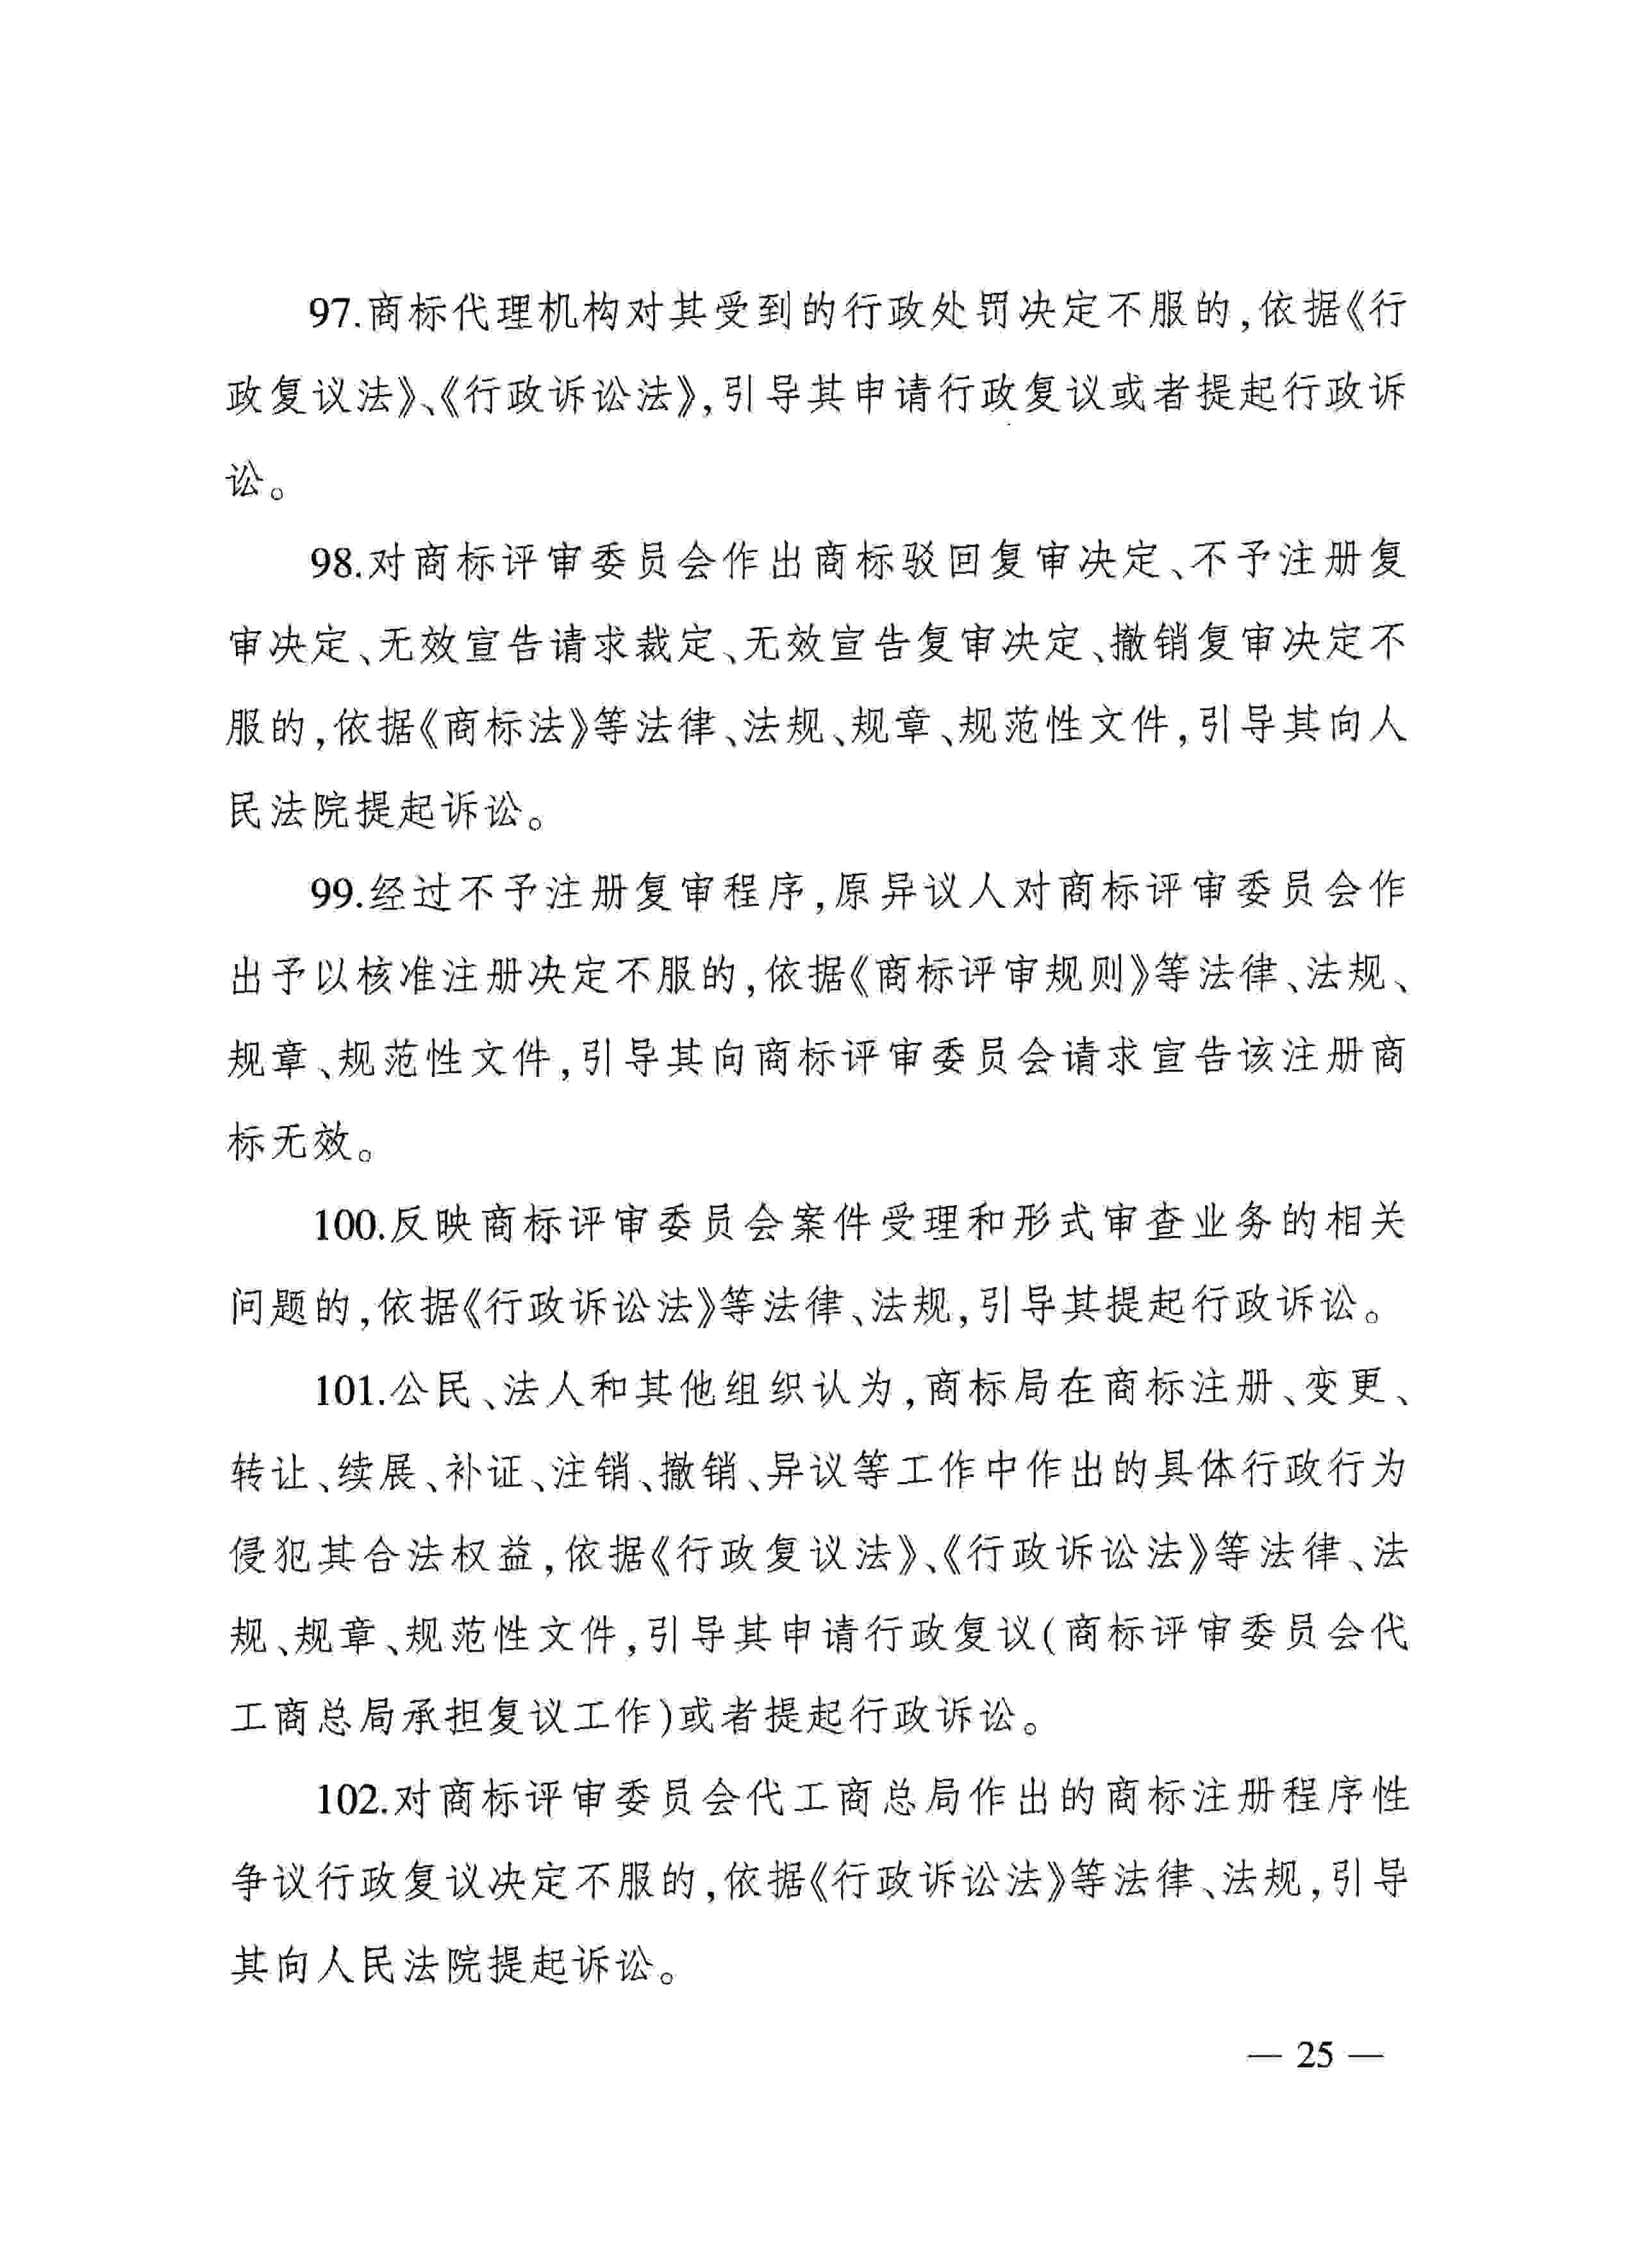 97.商标代理机构对其受到的行政处罚决定不服的,依据《行
政复议法》、《行政诉讼法》,引导其申请行政复议或者提起行政诉
讼。
98.对商标评审委员会作出商标驳回复审决定、不予注册复
审决定、无效宣告请求裁定、无效宣告复审决定、撤销复审决定不
服的,依据《商标法》等法律、法规、规章、规范性文件,引导其向人
民法院提起诉讼。
99.经过不予注册复审程序,原异议人对商标评审委员会作
出予以核准注册决定不服的,依据《商标评审规则》等法律、法规、
规章、规范性文件,引导其向商标评审委员会请求宣告该注册商
标无效。
100.反映商标评审委员会案件受理和形式审查业务的相关
问题的,依据《行政诉讼法》等法律、法规,引导其提起行政诉讼。
101.公民、法人和其他组织认为,商标局在商标注册、变更、
转让、续展、补证、注销、撤销、异议等工作中作出的具体行政行为
侵犯其合法权益,依据《行政复议法》、《行政诉讼法》等法律、法
规、规章、规范性文件,引导其申请行政复议(商标评审委员会代
工商总局承担复议工作)或者提起行政诉讼。
102.对商标评审委员会代工商总局作出的商标注册程序性
争议行政复议决定不服的,依据《行政诉讼法》等法律、法规,引导
其向人民法院提起诉讼。
— 25 —